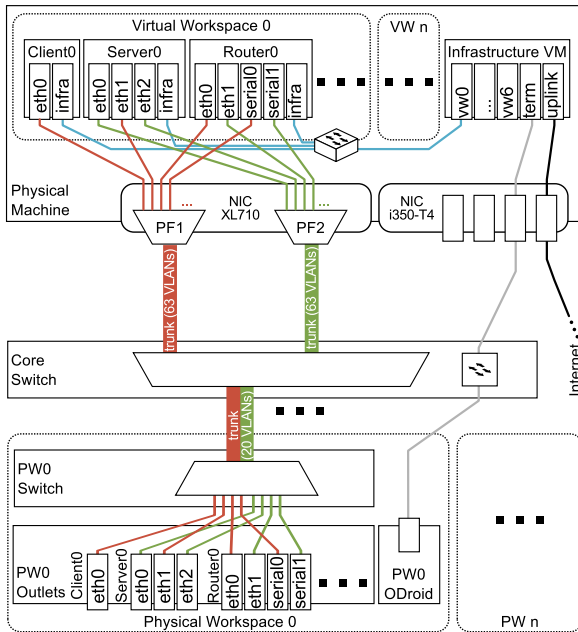 Virtual Workspace 0
VW n
Client0
Server0
Router0
Infrastructure VM
eth0
infra
eth0
eth1
eth2
infra
eth0
eth1
serial0
serial1
infra
vw0
...
vw6
term
uplink
Physical
Machine
...
NIC
XL710
...
NIC
i350-T4
PF1
PF2
trunk (63 VLANs)
trunk (63 VLANs)
Internet
Core
Switch
trunk
(20 VLANs)
PW0
Switch
PW0
Outlets
Client0
eth0
Server0
eth0
eth1
eth2
Router0
eth0
eth1
serial0
serial1
PW0
ODroid
Physical Workspace 0
PW n